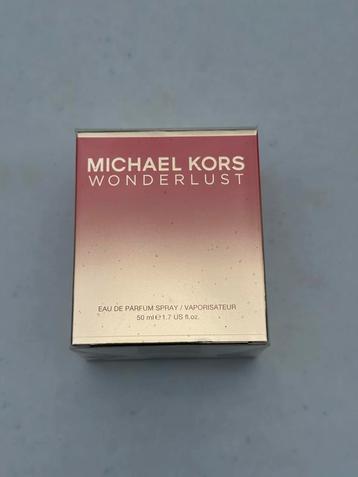 MICHAEL KORS
WONDERLUST
EAU DE PARFUM SPRAY / VAPORISATEUR
50 ml e 1.7 US fl.oz.